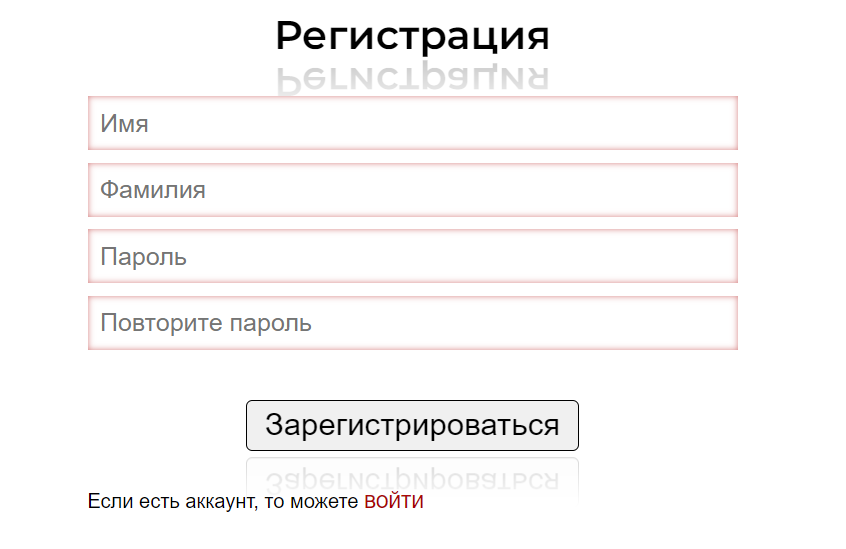 Регистрация
Имя
Фамилия
Пароль
Повторите пароль
Зарегистрироваться
Если есть аккаунт, то можете войти